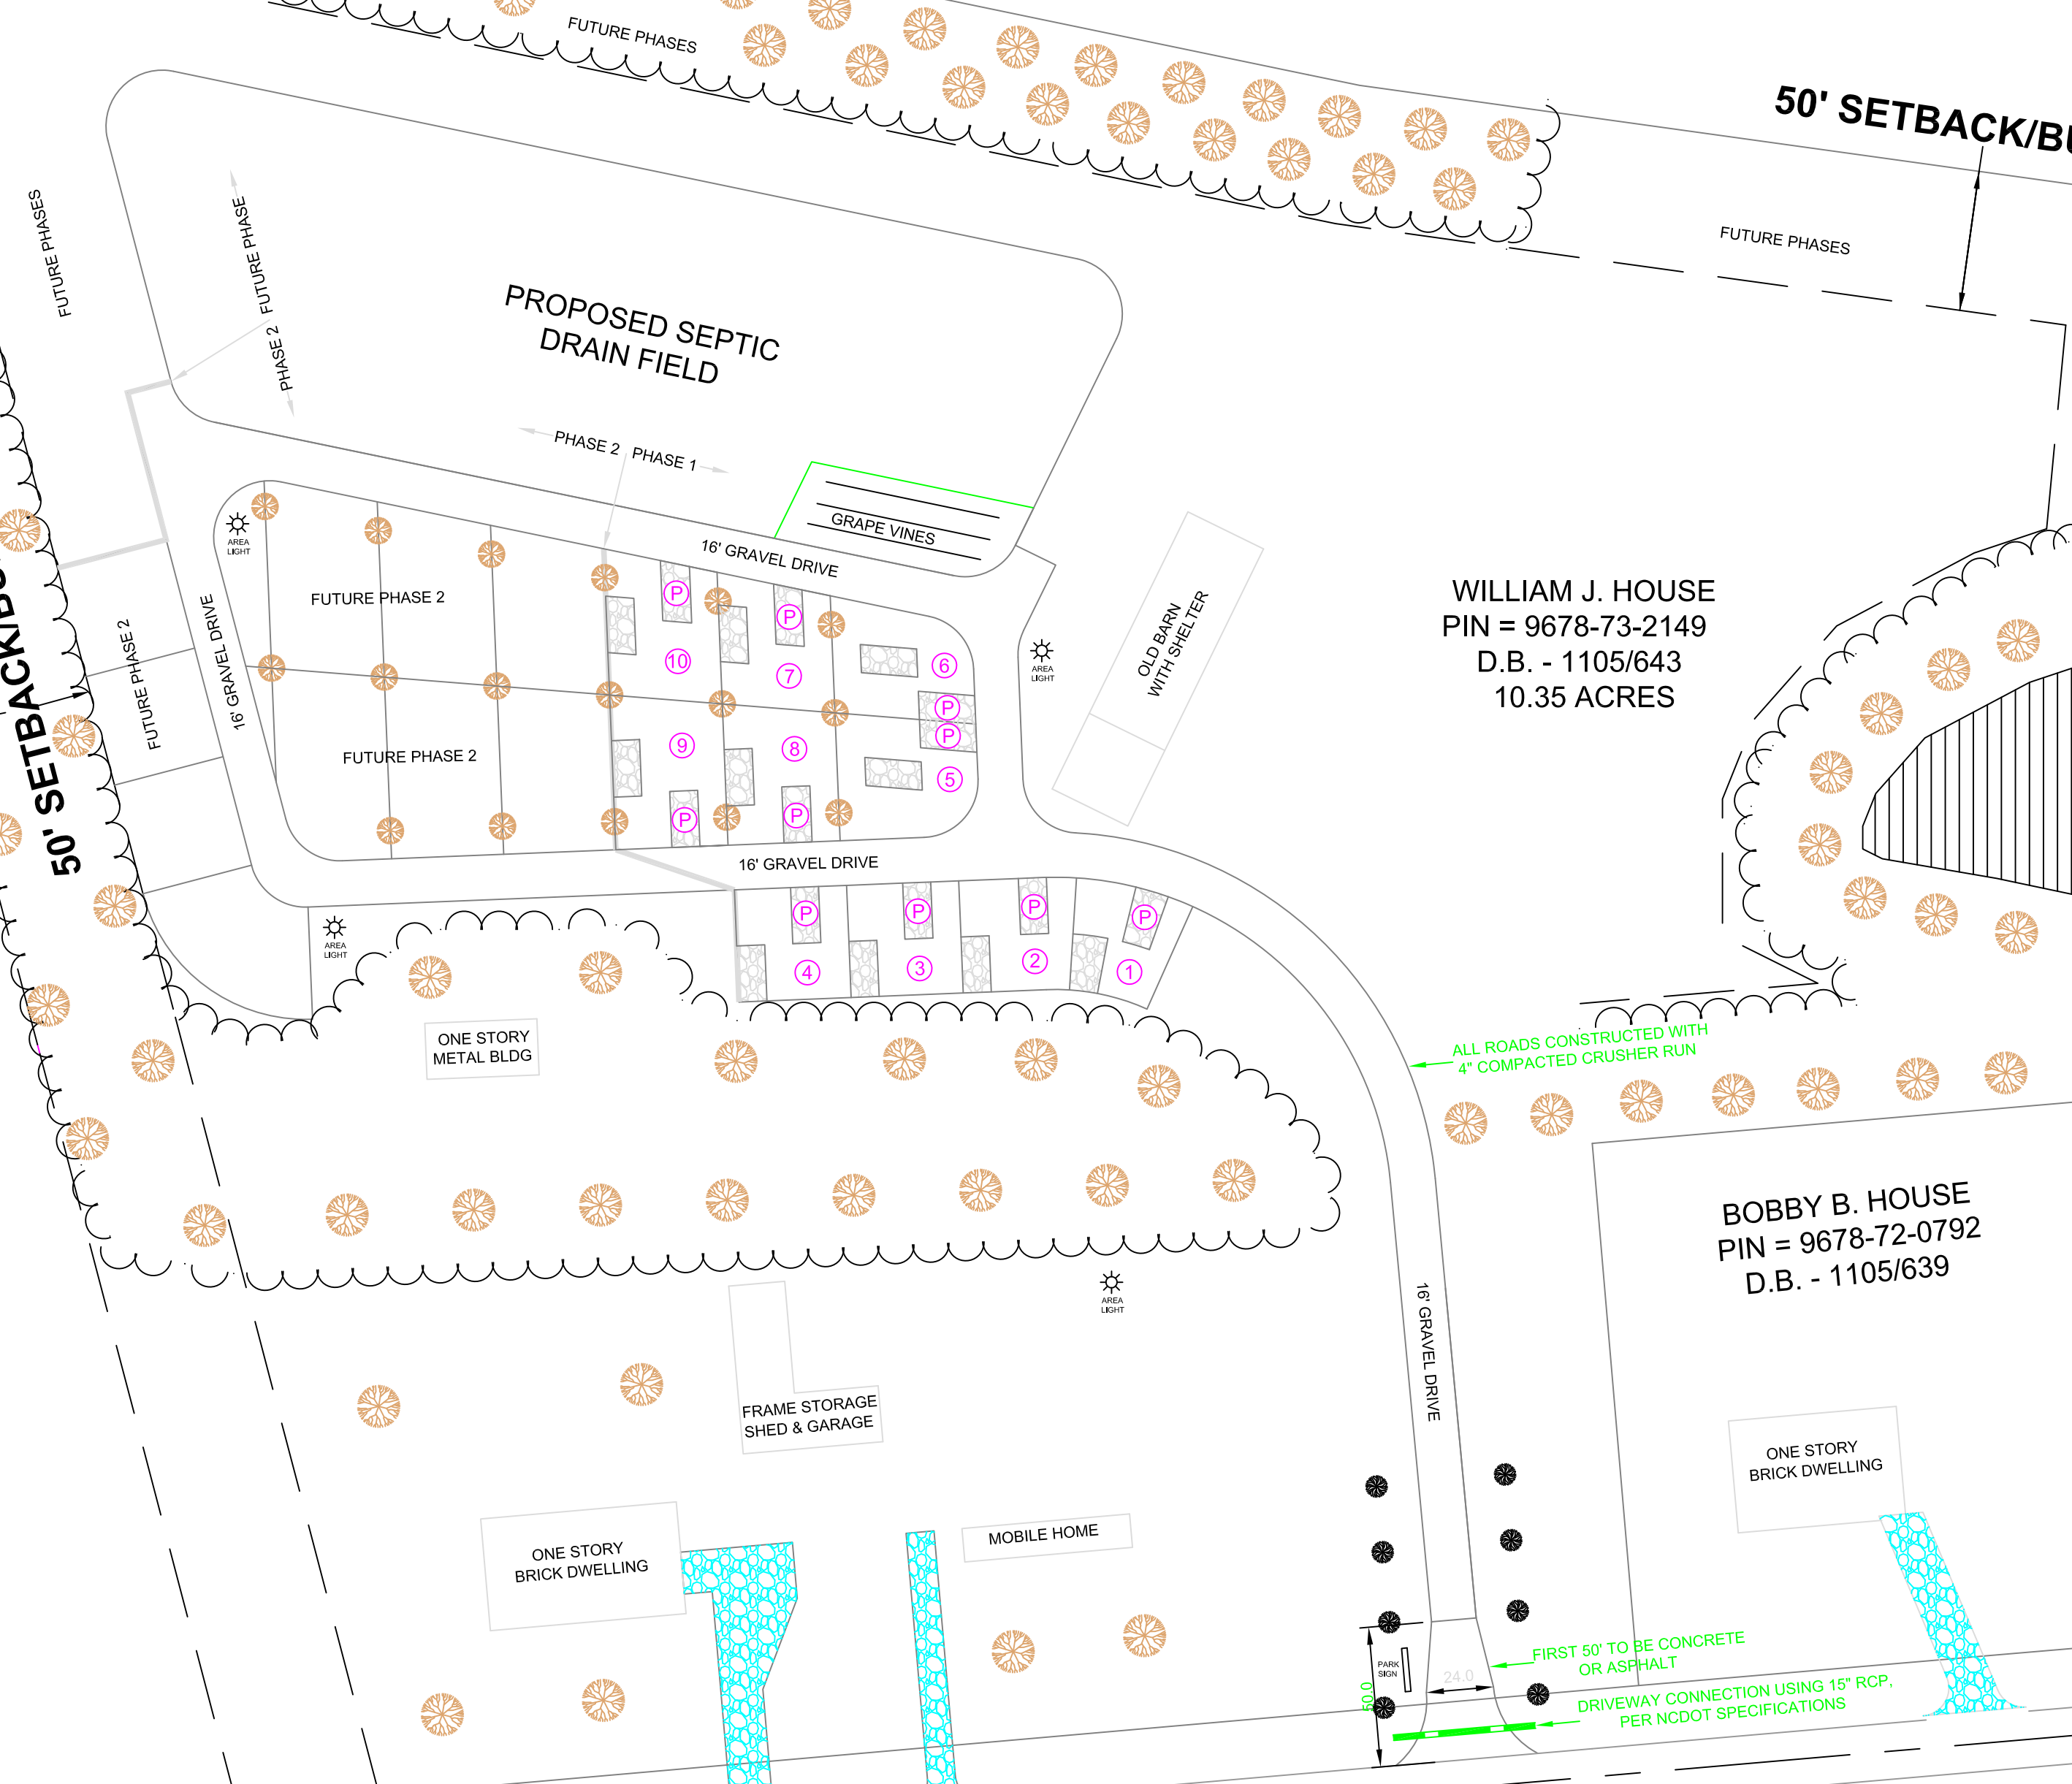 FUTURE PHASES
50' SETBACK/BU
FUTURE PHASES
FUTURE PHASES
FUTURE PHASE
PHASE 2
PROPOSED SEPTIC
DRAIN FIELD
PHASE 2
PHASE 1
GRAPE VINES
16' GRAVEL DRIVE
AREA
LIGHT
FUTURE PHASE 2
16' GRAVEL DRIVE
FUTURE PHASE 2
50' SETBACK/BU
FUTURE PHASE 2
P
P
10
7
6
P
P
9
8
5
P
P
AREA
LIGHT
OLD BARN
WITH SHELTER
WILLIAM J. HOUSE
PIN = 9678-73-2149
D.B. - 1105/643
10.35 ACRES
16' GRAVEL DRIVE
P
P
P
P
4
3
2
1
AREA
LIGHT
ONE STORY
METAL BLDG
ALL ROADS CONSTRUCTED WITH
4" COMPACTED CRUSHER RUN
BOBBY B. HOUSE
PIN = 9678-72-0792
D.B. - 1105/639
AREA
LIGHT
16' GRAVEL DRIVE
FRAME STORAGE
SHED & GARAGE
ONE STORY
BRICK DWELLING
ONE STORY
BRICK DWELLING
MOBILE HOME
PARK
SIGN
50.0
24.0
FIRST 50' TO BE CONCRETE
OR ASPHALT
DRIVEWAY CONNECTION USING 15" RCP,
PER NCDOT SPECIFICATIONS